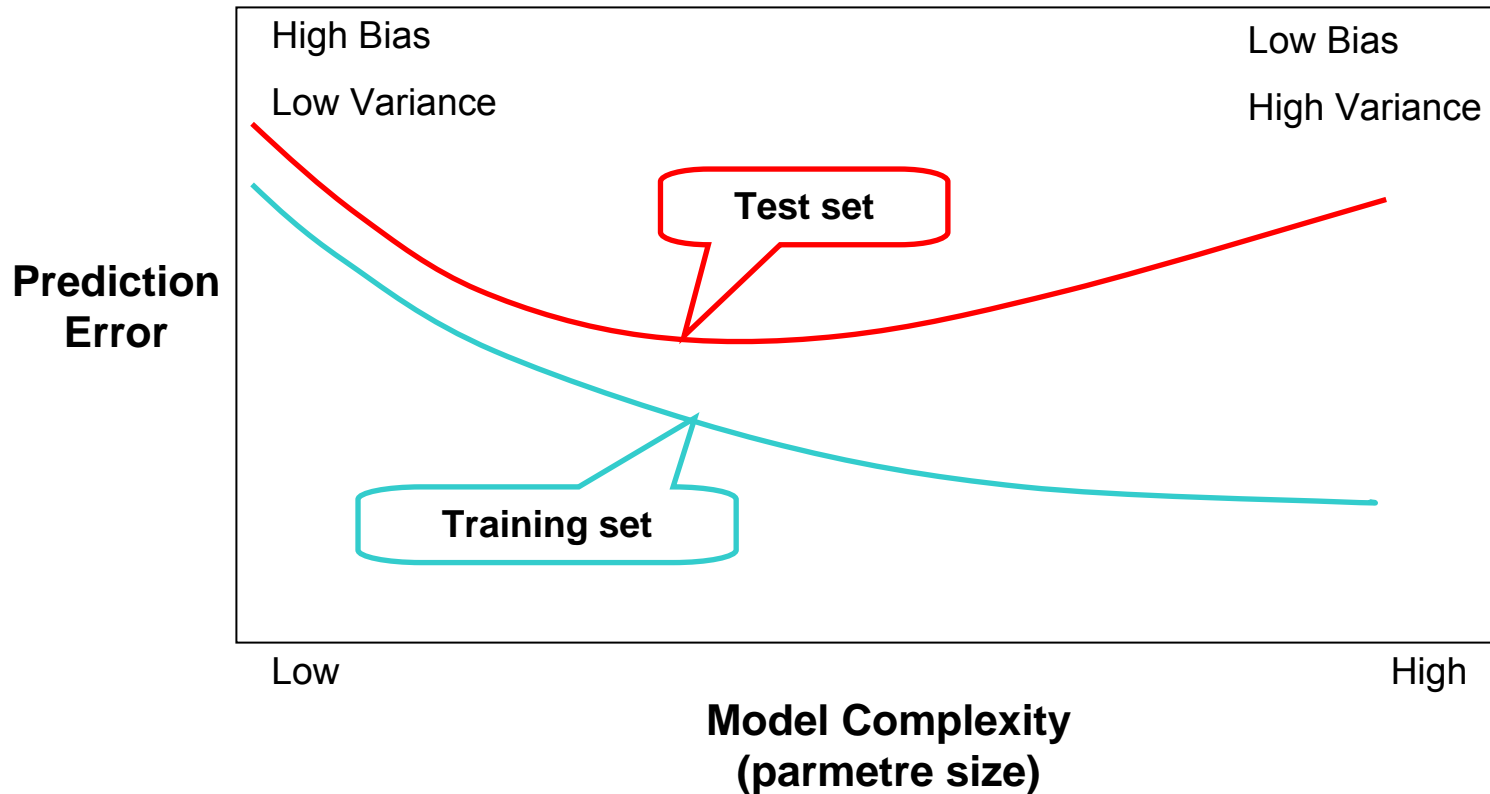 High Bias
Low Bias
Low Variance
High Variance
Test set
Prediction
Error
Training set
Low
High
Model Complexity
(parmetre size)